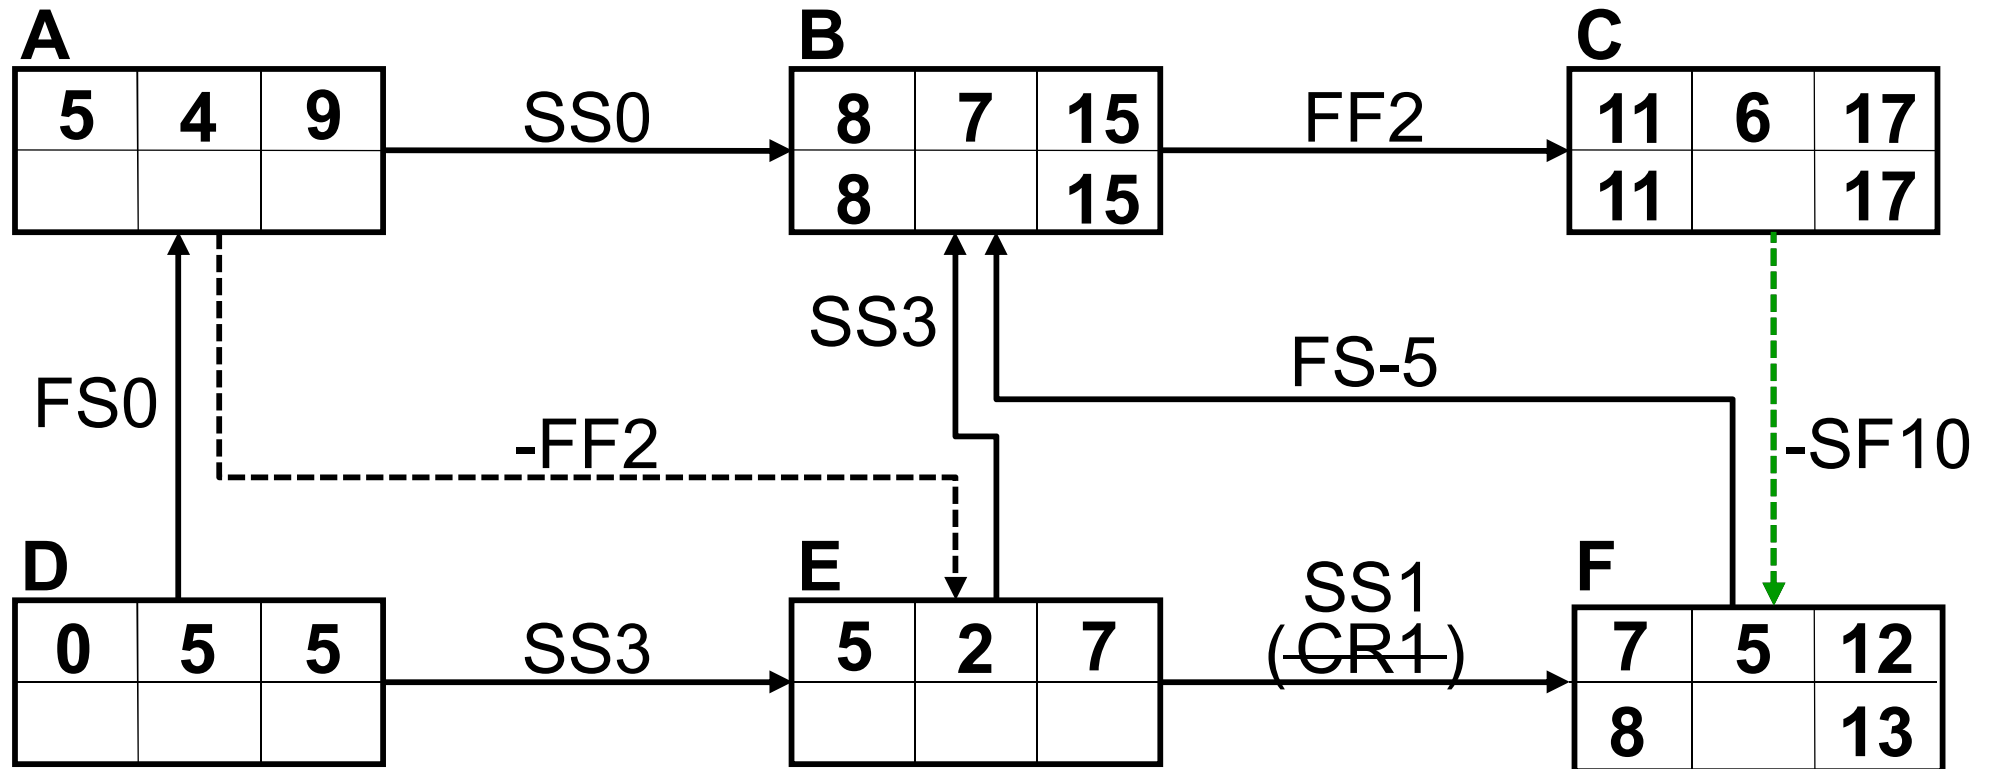 A B C
5 4 9 SS0 8 7 15 FF2 11 6 17
8 15 11 17
SS3
FS-5
FS0
-FF2
-SF10
D E F
SS1
0 5 5 SS3 5 2 7 (CR1) 7 5 12
8 13